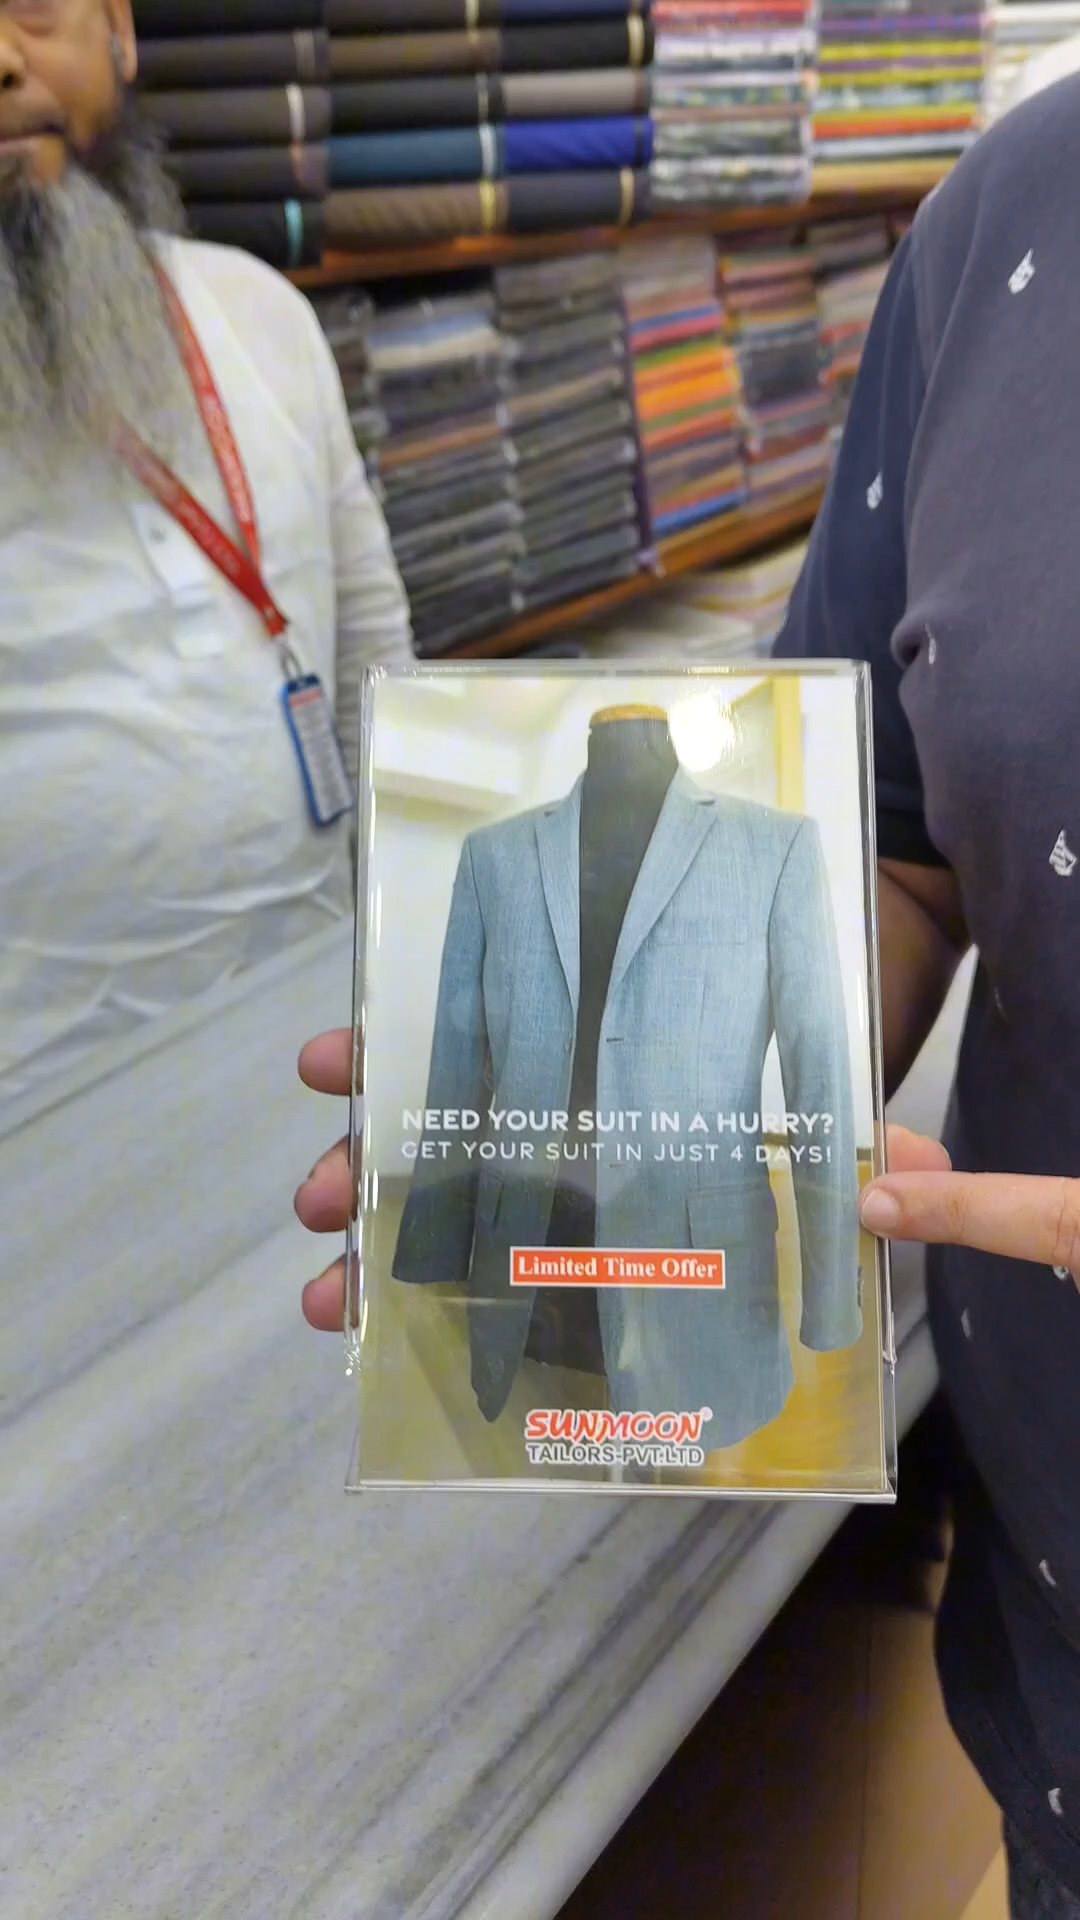 NEED YOUR SUIT IN A HURRY?
GET YOUR SUIT IN JUST 4 DAYS!
Limited Time Offer
SUNMOON®
TAILORS-PVT.LTD